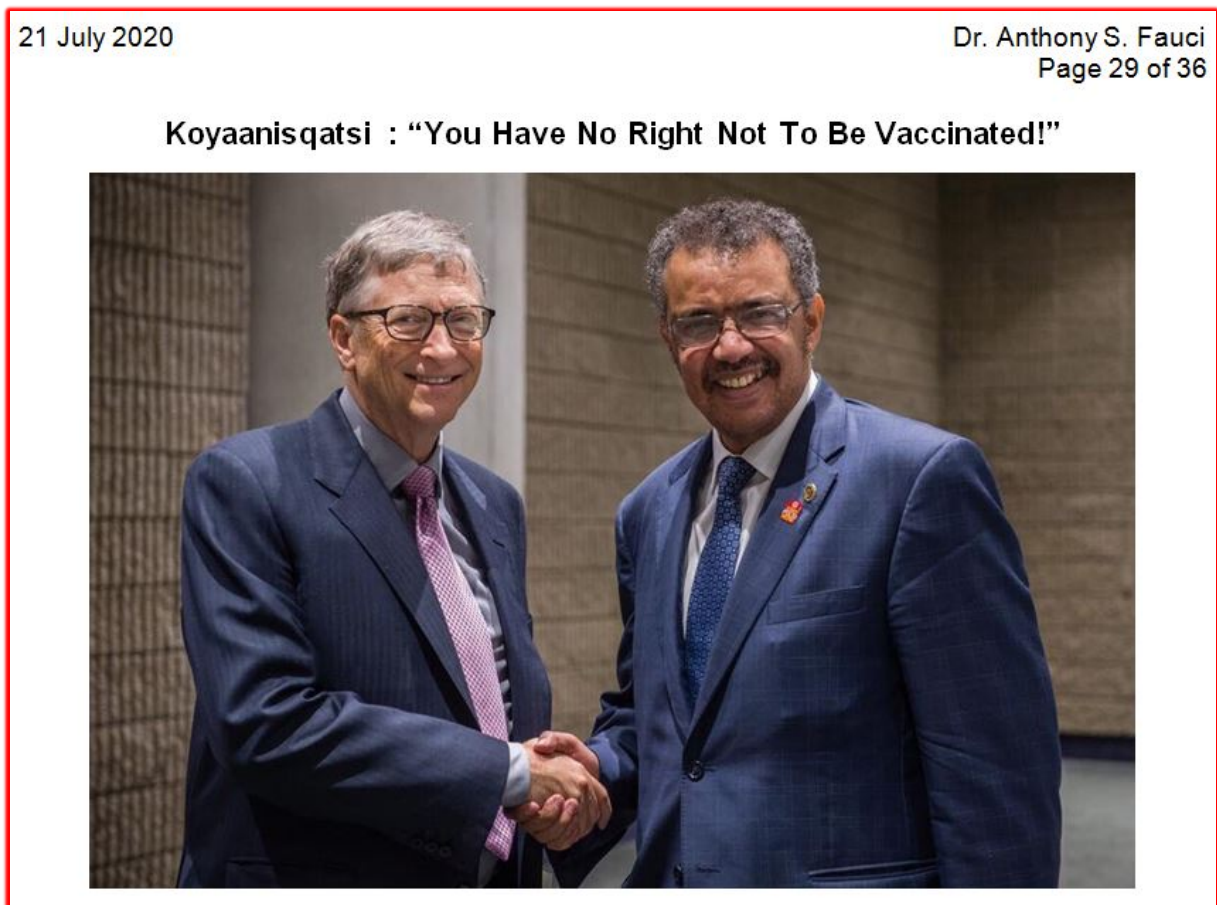 21 July 2020
Dr. Anthony S. Fauci
Page 29 of 36
Koyaanisqatsi : “You Have No Right Not To Be Vaccinated!”